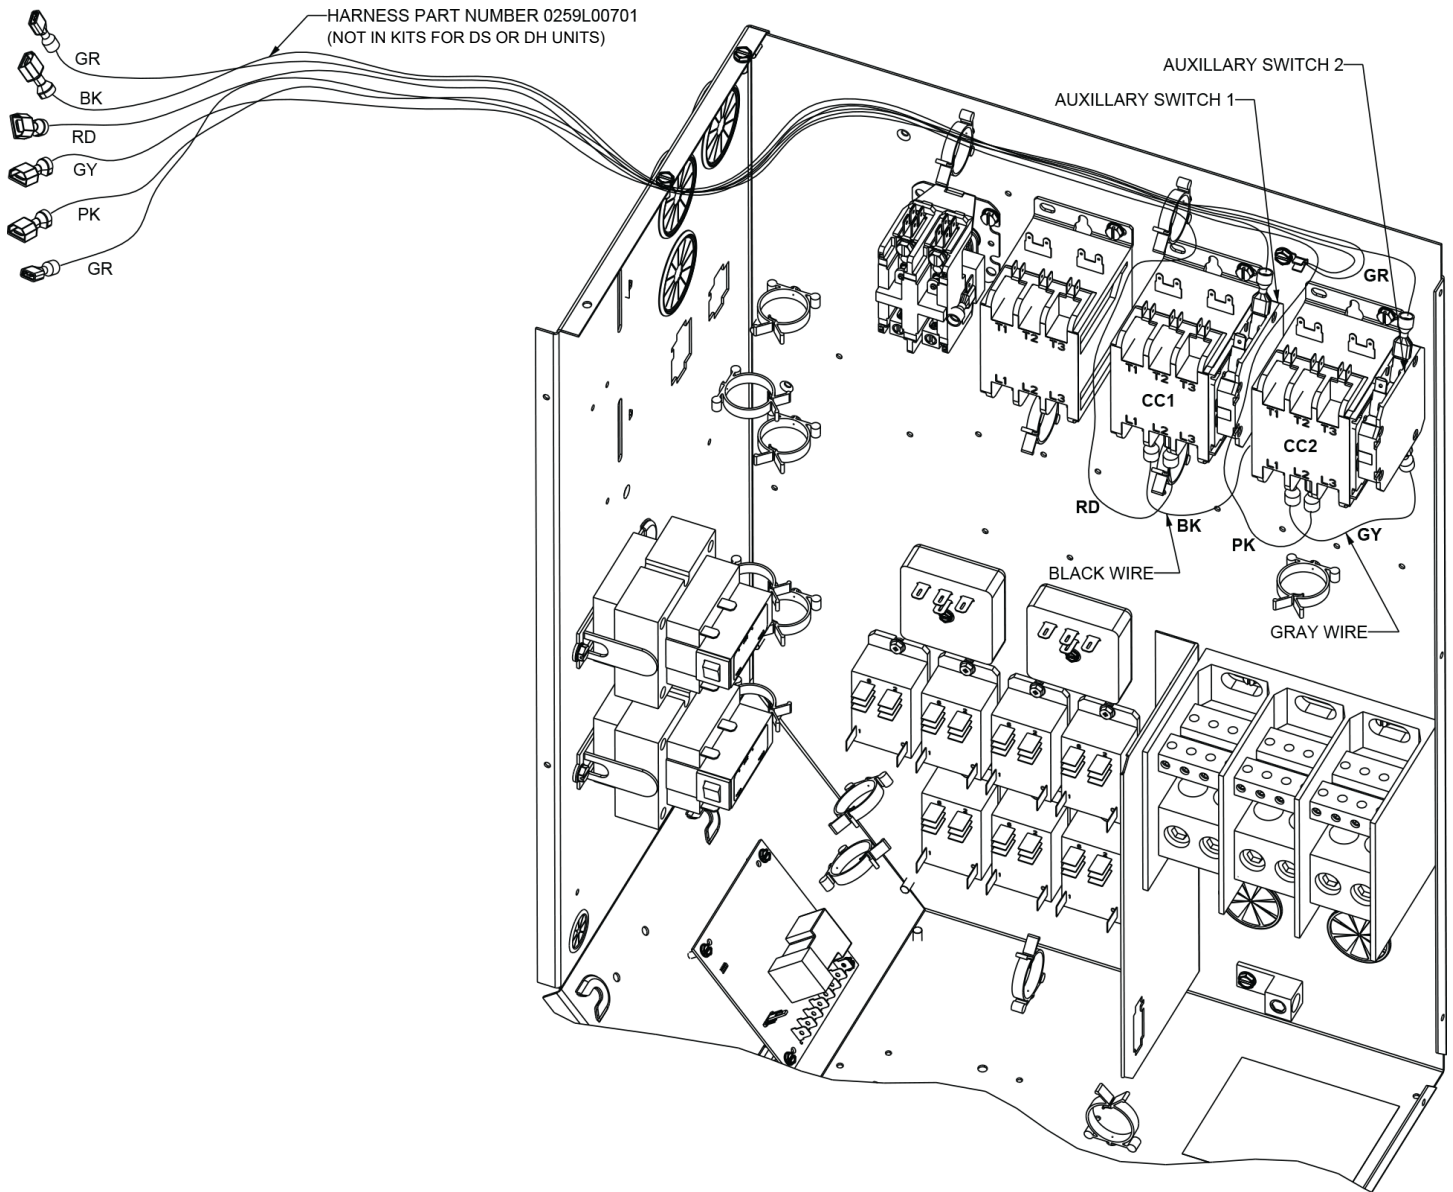 HARNESS PART NUMBER 0259L00701
(NOT IN KITS FOR DS OR DH UNITS)
GR
BK
RD
GY
PK
GR
AUXILLARY SWITCH 2
AUXILLARY SWITCH 1
GR
T1 T2 T3
L1 L2 L3
T1 T2 T3
CC1
L1 L2 L3
T1 T2 T3
CC2
L1 L2 L3
RD
BK
PK
GY
BLACK WIRE
GRAY WIRE